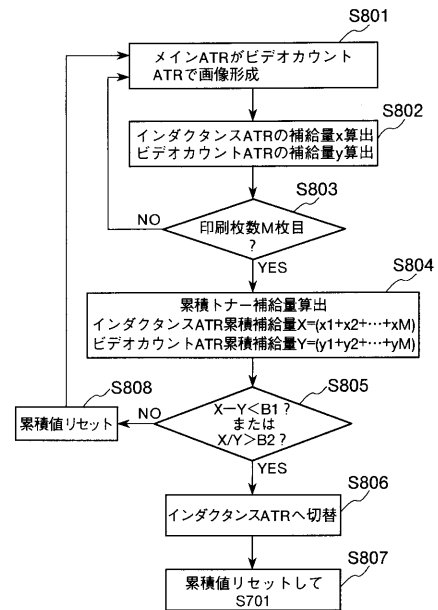 S801
メインATRがビデオカウント
ATRで画像形成
S802
インダクタンスATRの補給量x算出
ビデオカウントATRの補給量y算出
S803
NO
印刷枚数M枚目
?
YES
S804
累積トナー補給量算出
インダクタンスATR累積補給量X=(x1+x2+…+xM)
ビデオカウントATR累積補給量Y=(y1+y2+…+yM)
S808
累積値リセット
NO
S805
X−Y<B1?
または
X/Y>B2?
YES
S806
インダクタンスATRへ切替
S807
累積値リセットして
S701